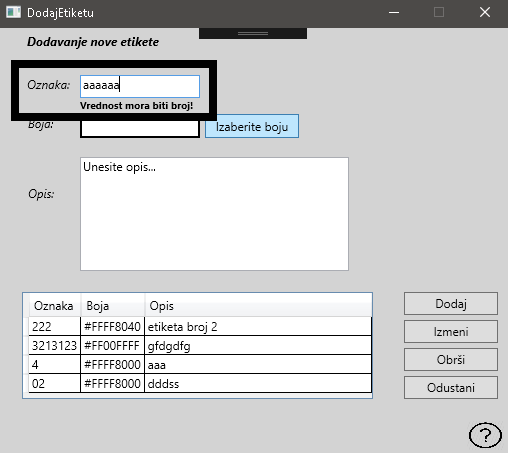 DodajEtiketu
Dodavanje nove etikete
Oznaka: aaaaaa
Vrednost mora biti broj!
Boja: Izaberite boju
Opis: Unesite opis...
Oznaka Boja Opis
222 #FFFF8040 etiketa broj 2
3213123 #FF00FFFF gfdgdfg
4 #FFFF8000 aaa
02 #FFFF8000 dddss
Dodaj
Izmeni
Obrši
Odustani
?